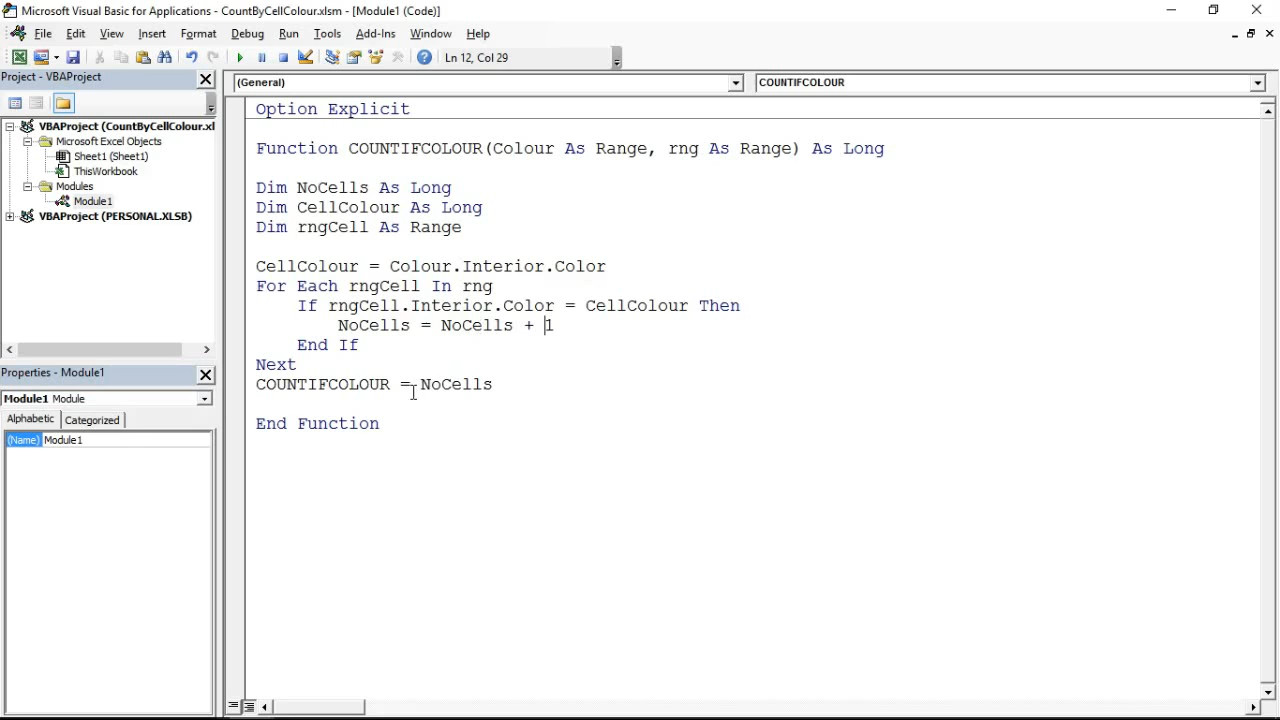 Microsoft Visual Basic for Applications - CountByCellColour.xlsm - [Module1 (Code)]
File Edit View Insert Format Debug Run Tools Add-Ins Window Help
Ln 12, Col 29
Project - VBAProject
(General)
COUNTIFCOLOUR
VBAProject (CountByCellColour.xl
Microsoft Excel Objects
Sheet1 (Sheet1)
ThisWorkbook
Modules
Module1
VBAProject (PERSONAL.XLSB)
Properties - Module1
Module1 Module
Alphabetic Categorized
(Name) Module1
Option Explicit
Function COUNTIFCOLOUR(Colour As Range, rng As Range) As Long
Dim NoCells As Long
Dim CellColour As Long
Dim rngCell As Range
CellColour = Colour.Interior.Color
For Each rngCell In rng
If rngCell.Interior.Color = CellColour Then
NoCells = NoCells + 1
End If
Next
COUNTIFCOLOUR = NoCells
End Function